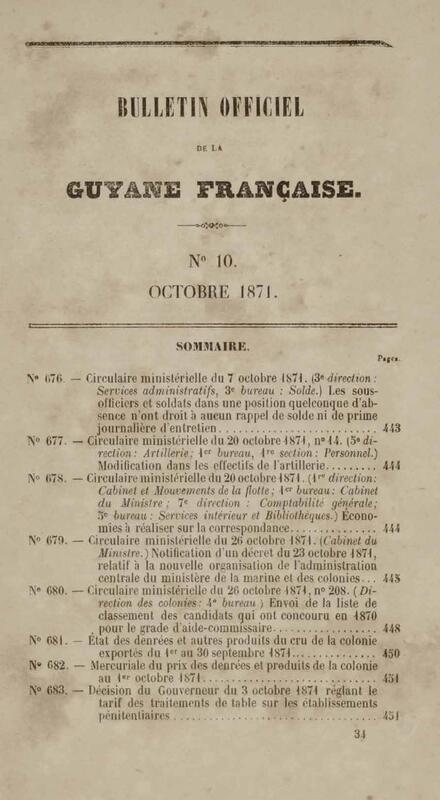 BULLETIN OFFICIEL
DE LA
GUYANE FRANÇAISE.
Nº 10.
OCTOBRE 1871.
SOMMAIRE.
Pages.
Nº 676. — Circulaire ministérielle du 7 octobre 1871. (3e direction :
Services administratifs, 3e bureau : Solde.) Les sous-
officiers et soldats dans une position quelconque d'ab-
sence n'ont droit à aucun rappel de solde ni de prime
journalière d'entretien ........ 443
Nº 677. — Circulaire ministérielle du 20 octobre 1871, nº 14. (5e di-
rection : Artillerie; 1er bureau, 1re section : Personnel.)
Modification dans les effectifs de l'artillerie ........ 444
Nº 678. — Circulaire ministérielle du 20 octobre 1871. (1re direction :
Cabinet et Mouvements de la flotte; 1er bureau : Cabinet
du Ministre; 7e direction : Comptabilité générale;
5e bureau : Services intérieur et Bibliothèques.) Écono-
mies à réaliser sur la correspondance ........ 444
Nº 679. — Circulaire ministérielle du 26 octobre 1871. (Cabinet du
Ministre.) Notification d'un décret du 23 octobre 1871,
relatif à la nouvelle organisation de l'administration
centrale du ministère de la marine et des colonies ... 445
Nº 680. — Circulaire ministérielle du 26 octobre 1871, nº 208. (Di-
rection des colonies : 4e bureau.) Envoi de la liste de
classement des candidats qui ont concouru en 1870
pour le grade d'aide-commissaire ........ 448
Nº 681. — État des denrées et autres produits du cru de la colonie
exportés du 1er au 30 septembre 1871 ........ 450
Nº 682. — Mercuriale du prix des denrées et produits de la colonie
au 1er octobre 1871 ........ 451
Nº 683. — Décision du Gouverneur du 3 octobre 1871 réglant le
tarif des traitements de table sur les établissements
pénitentiaires ........ 451
34